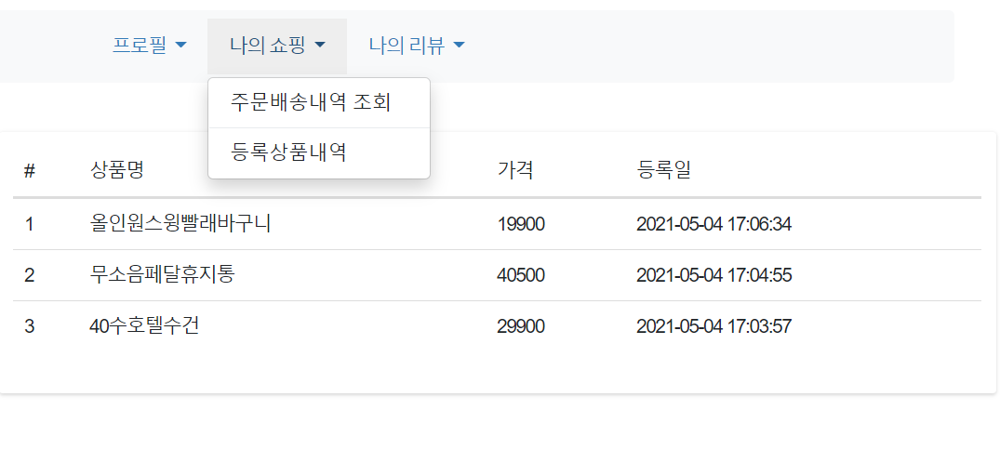 프로필 나의 쇼핑 나의 리뷰
주문배송내역 조회
등록상품내역
# 상품명 가격 등록일
1 올인원스윙빨래바구니 19900 2021-05-04 17:06:34
2 무소음페달휴지통 40500 2021-05-04 17:04:55
3 40수호텔수건 29900 2021-05-04 17:03:57